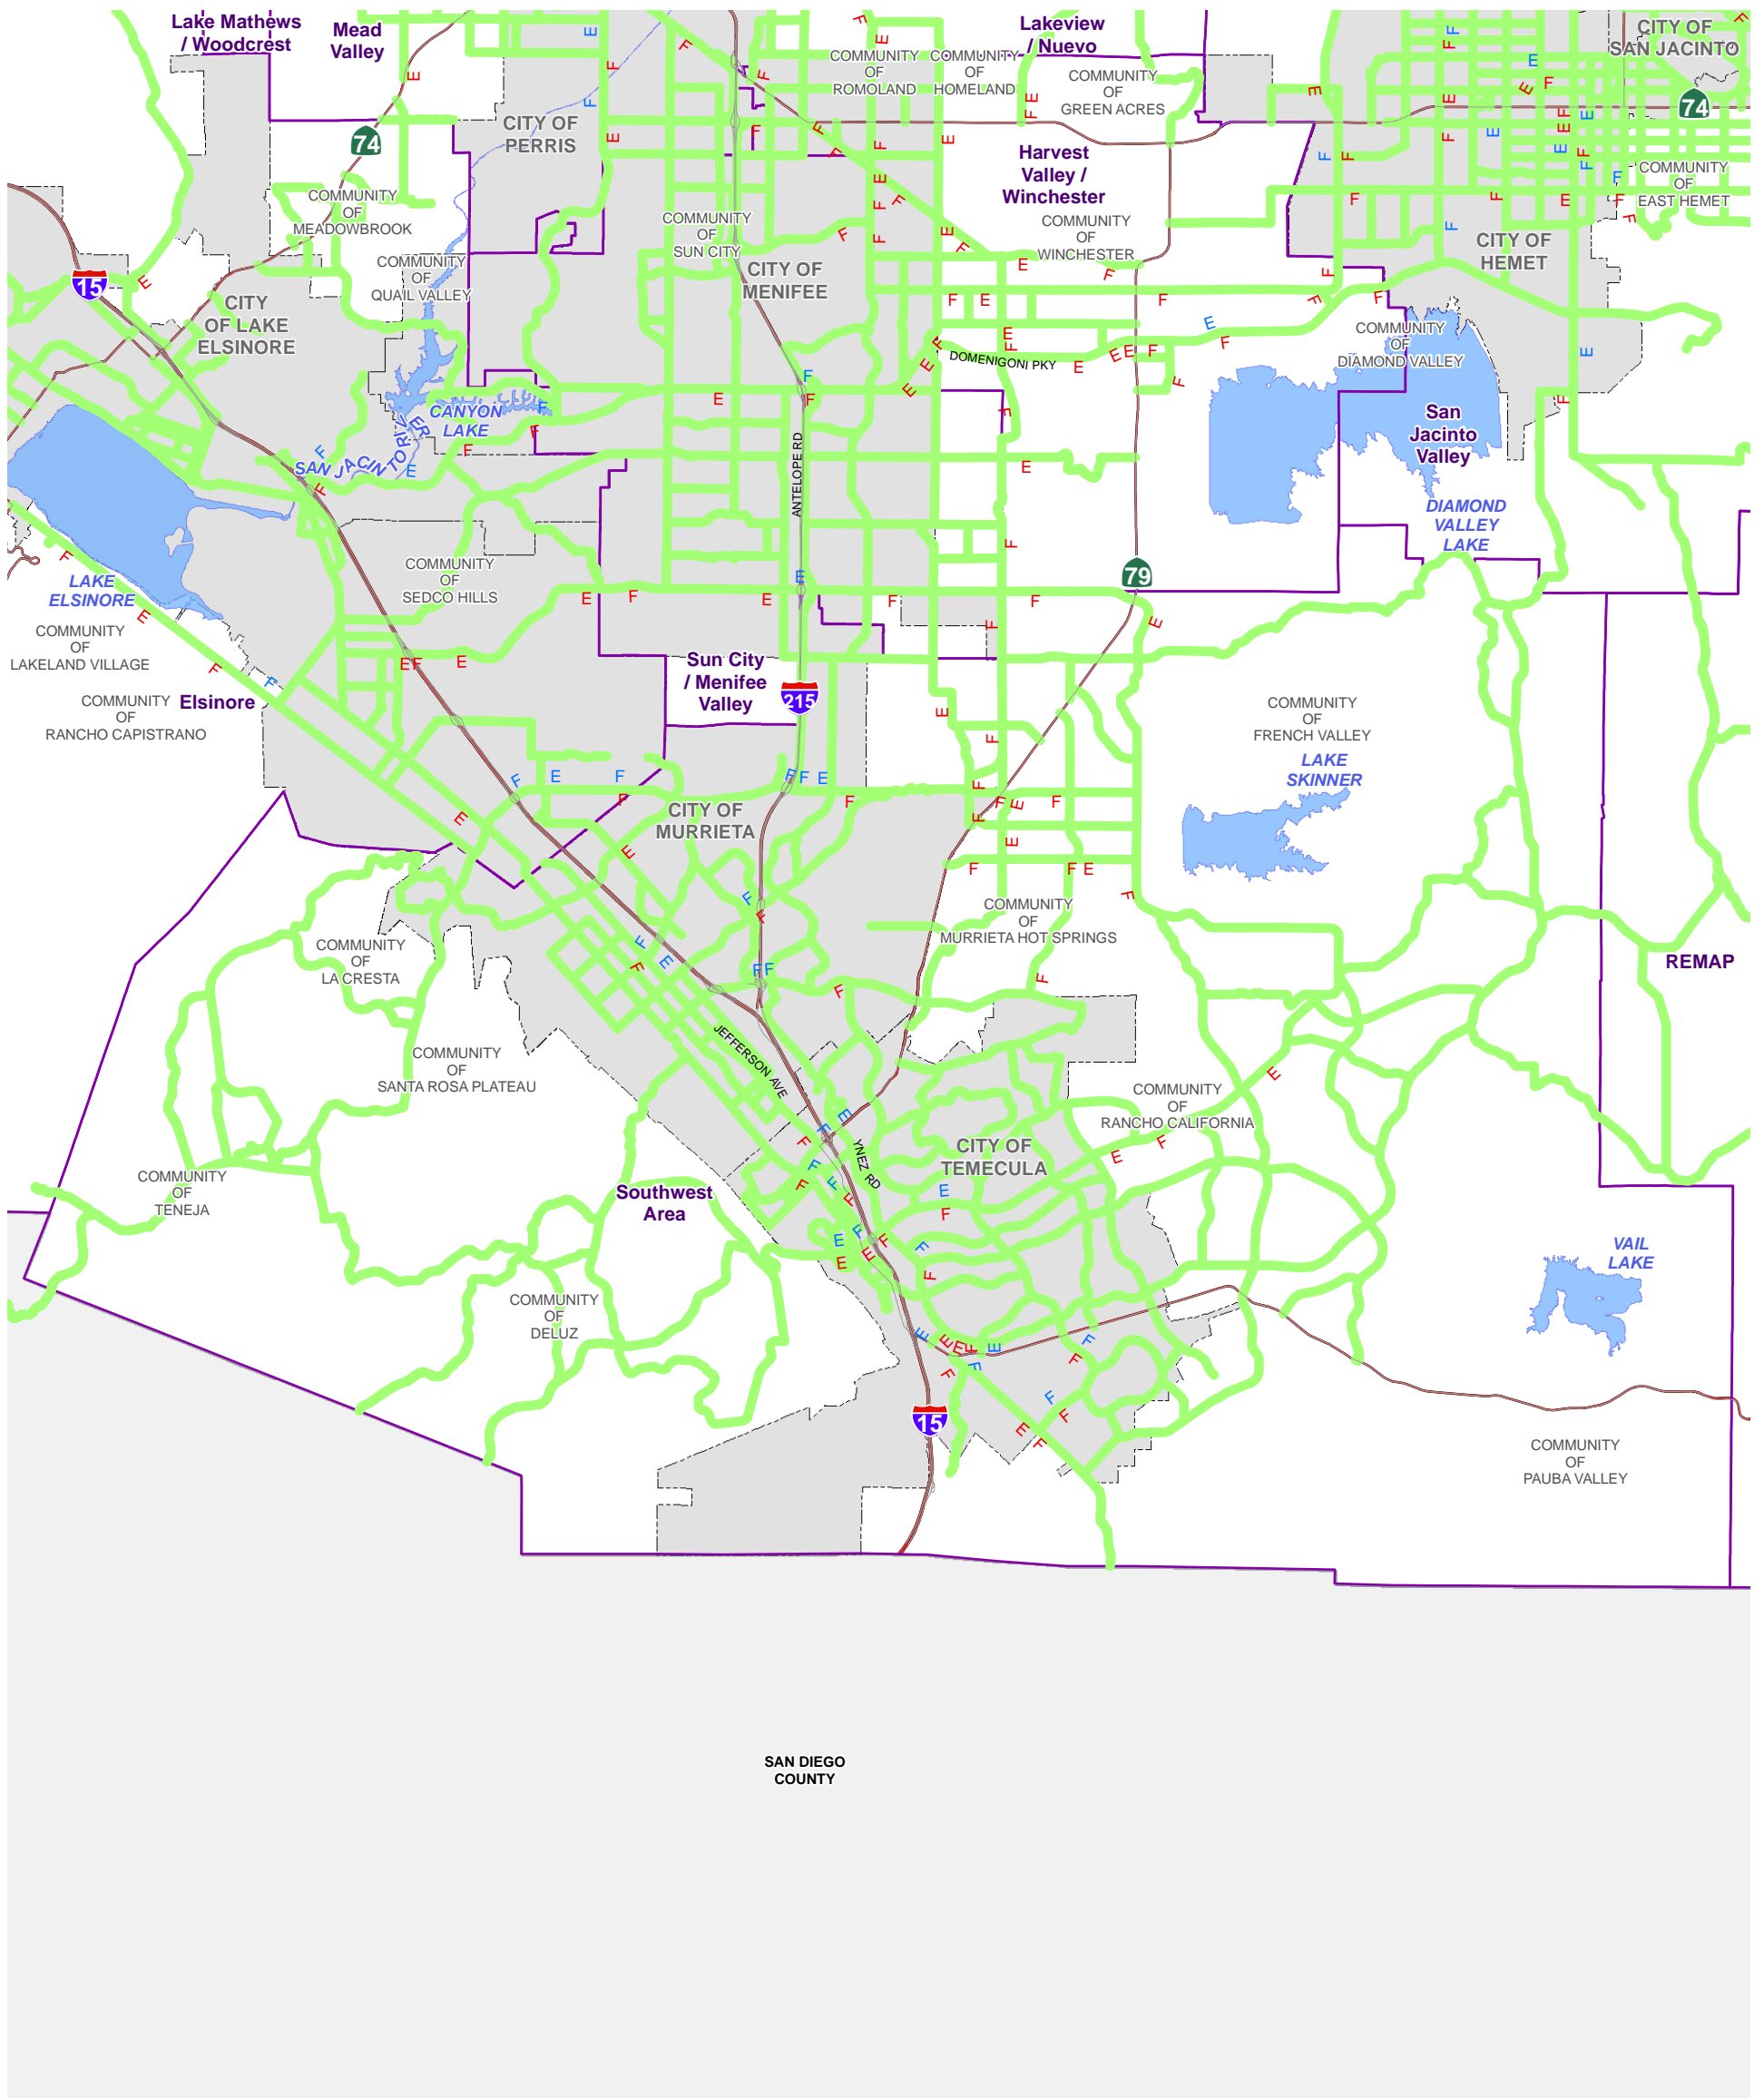 Lake Mathews
/ Woodcrest
Mead
Valley
Lakeview
/ Nuevo
CITY OF
SAN JACINTO
COMMUNITY
OF
ROMOLAND
COMMUNITY
OF
HOMELAND
COMMUNITY
OF
GREEN ACRES
74
74
CITY OF
PERRIS
Harvest
Valley /
Winchester
COMMUNITY
OF
EAST HEMET
COMMUNITY
OF
MEADOWBROOK
COMMUNITY
OF
SUN CITY
COMMUNITY
OF
WINCHESTER
CITY OF
HEMET
COMMUNITY
OF
QUAIL VALLEY
CITY OF
MENIFEE
15
CITY
OF LAKE
ELSINORE
COMMUNITY
OF
DIAMOND VALLEY
DOMENIGONI PKY
CANYON
LAKE
SAN JACINTO RIVER
ANTELOPE RD
San
Jacinto
Valley
DIAMOND
VALLEY
LAKE
LAKE
ELSINORE
COMMUNITY
OF
SEDCO HILLS
79
COMMUNITY
OF
LAKELAND VILLAGE
Elsinore
COMMUNITY
OF
RANCHO CAPISTRANO
Sun City
/ Menifee
Valley
215
COMMUNITY
OF
FRENCH VALLEY
LAKE
SKINNER
CITY OF
MURRIETA
COMMUNITY
OF
MURRIETA HOT SPRINGS
COMMUNITY
OF
LA CRESTA
REMAP
COMMUNITY
OF
SANTA ROSA PLATEAU
JEFFERSON AVE
COMMUNITY
OF
RANCHO CALIFORNIA
YNEZ RD
CITY OF
TEMECULA
COMMUNITY
OF
TENEJA
Southwest
Area
VAIL
LAKE
COMMUNITY
OF
DELUZ
15
COMMUNITY
OF
PAUBA VALLEY
SAN DIEGO
COUNTY